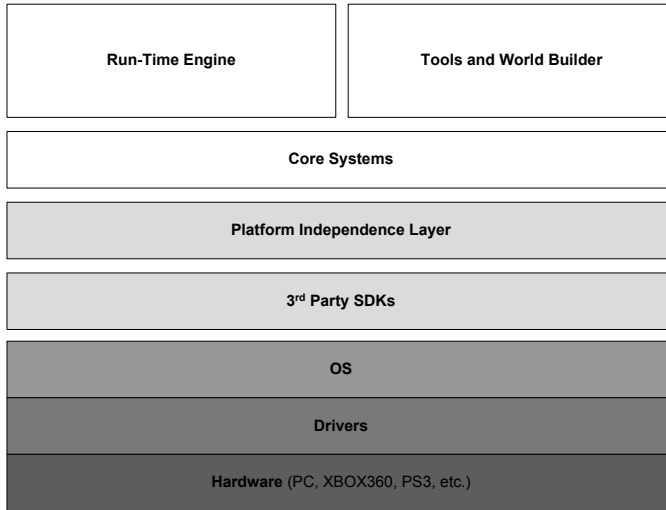 Run-Time Engine
Tools and World Builder
Core Systems
Platform Independence Layer
3rd Party SDKs
OS
Drivers
Hardware (PC, XBOX360, PS3, etc.)